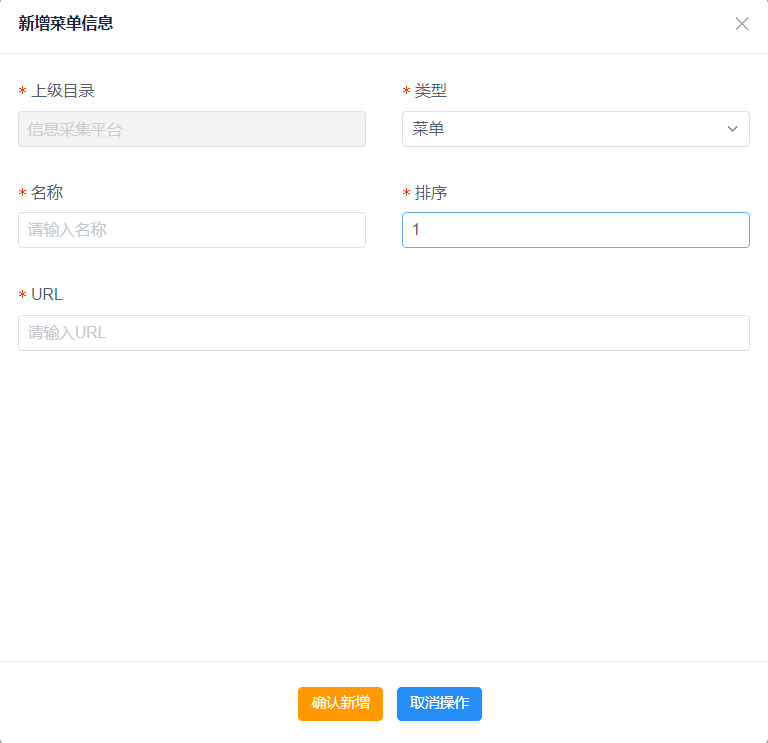 新增菜单信息
* 上级目录
* 类型
信息采集平台
菜单
* 名称
* 排序
请输入名称
1
* URL
请输入URL
确认新增
取消操作